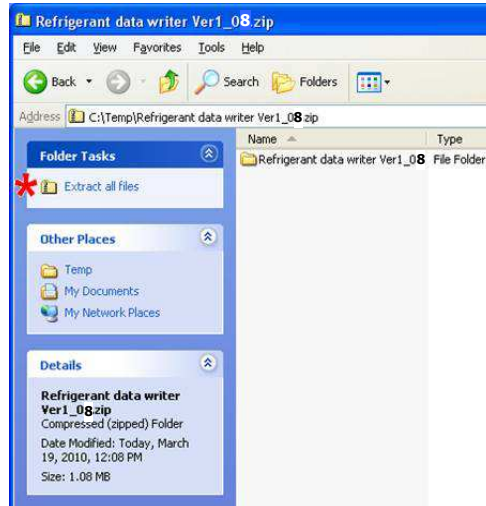 Refrigerant data writer Ver1_08 zip
File Edit View Favorites Tools Help
Back Search Folders
Address C:\Temp\Refrigerant data writer Ver1_08 zip
Name Type
Folder Tasks
Refrigerant data writer Ver1_08 File Folder
* Extract all files
Other Places
Temp
My Documents
My Network Places
Details
Refrigerant data writer
Ver1_08.zip
Compressed (zipped) Folder
Date Modified: Today, March
19, 2010, 12:08 PM
Size: 1.08 MB